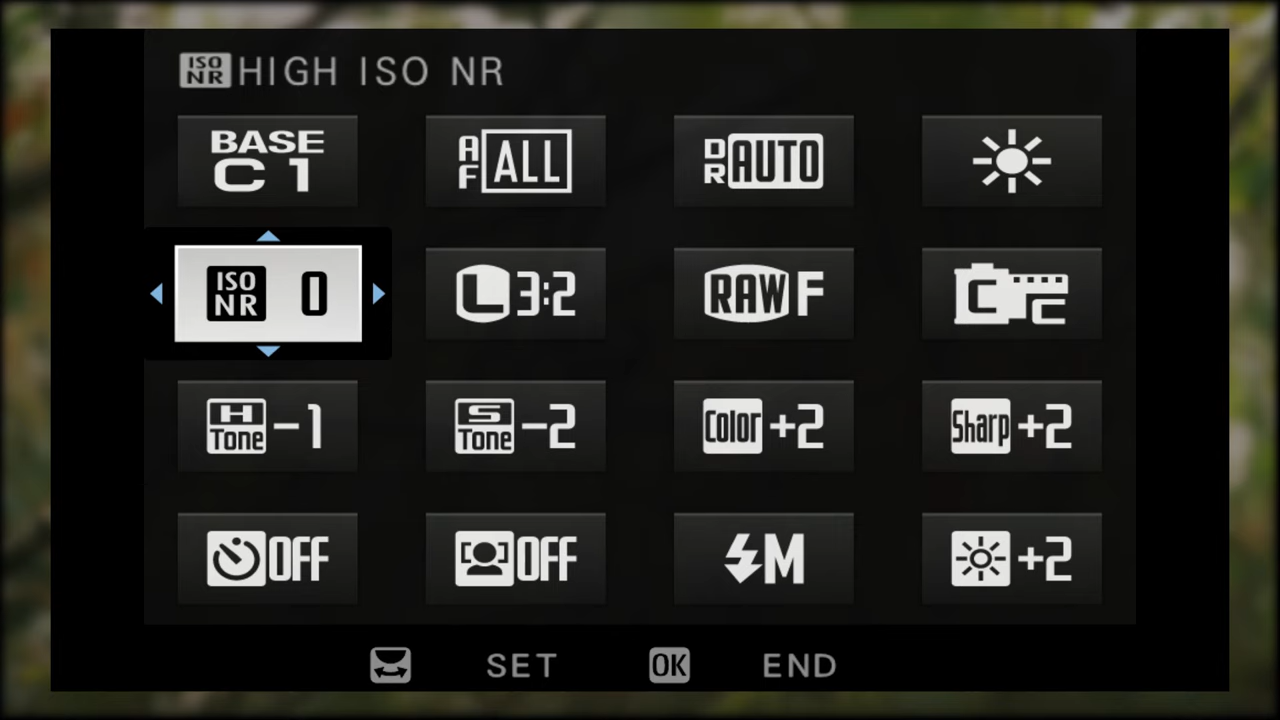 ISO NR HIGH ISO NR
BASE C 1
AF ALL
DR AUTO
ISO NR 0
L 3:2
RAW F
C C
H Tone -1
S Tone -2
Color +2
Sharp +2
OFF
OFF
M
+2
SET OK END